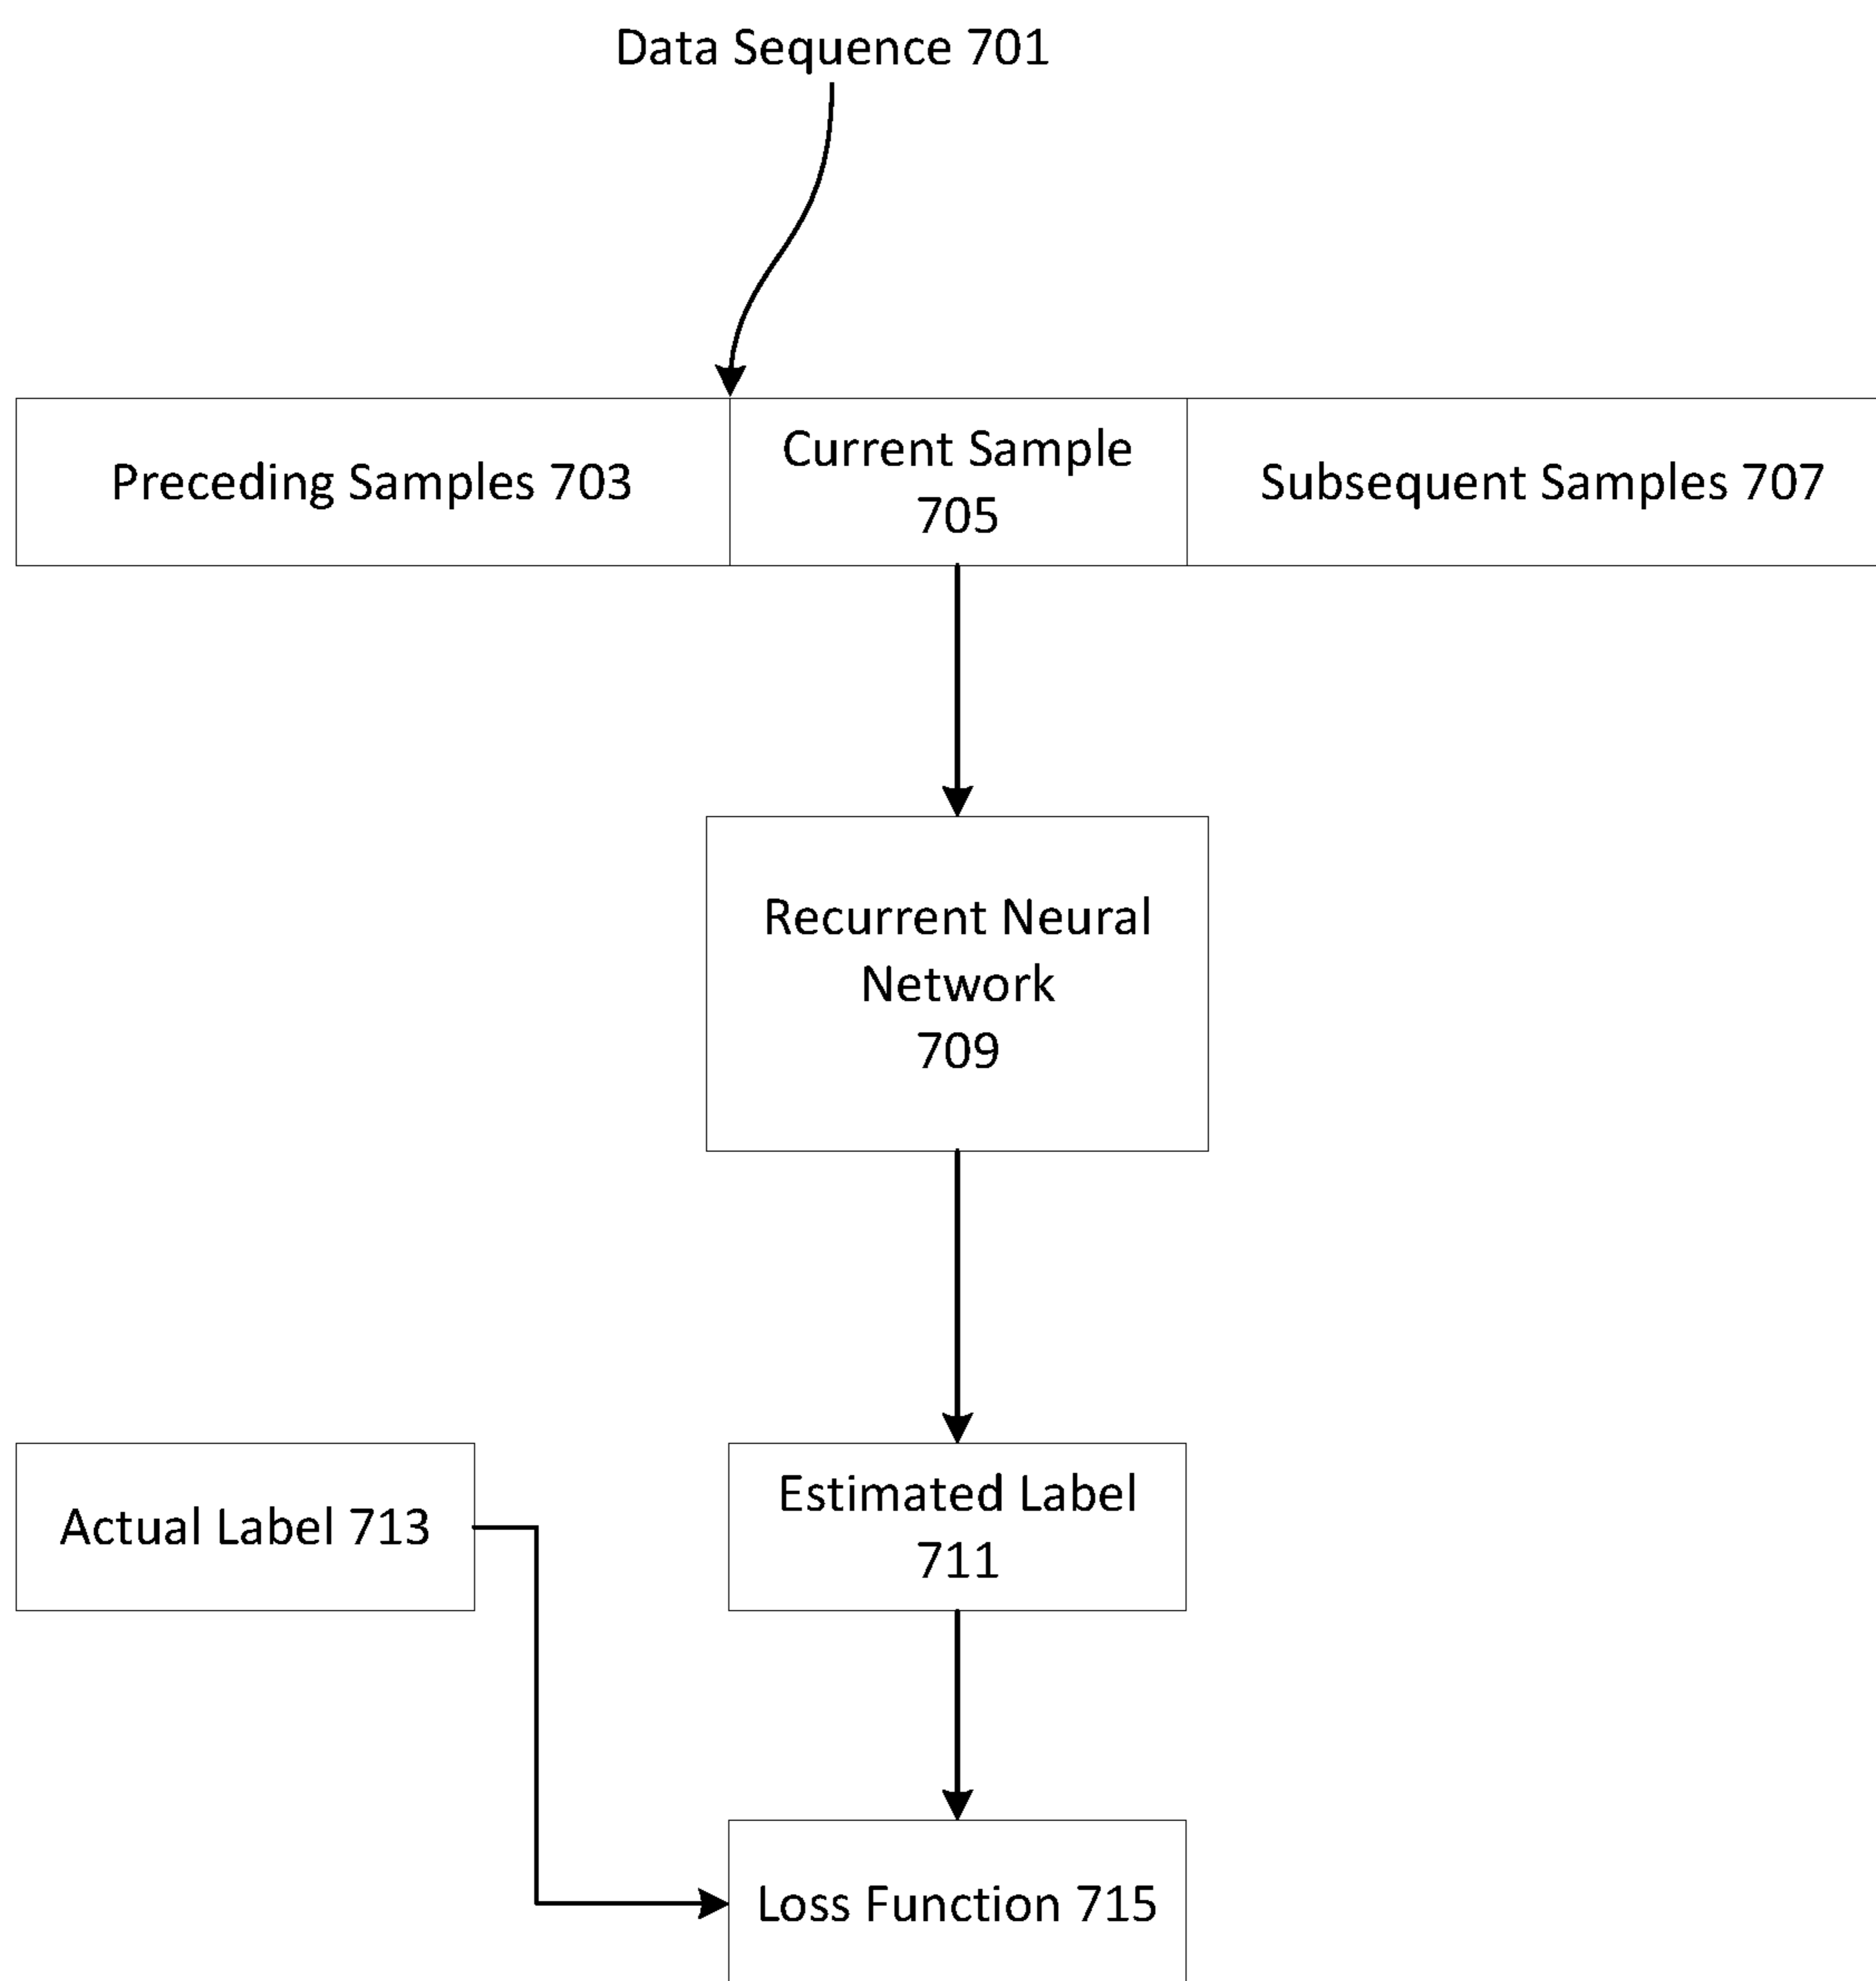 Data Sequence 701
Preceding Samples 703
Current Sample
705
Subsequent Samples 707
Recurrent Neural
Network
709
Actual Label 713
Estimated Label
711
Loss Function 715